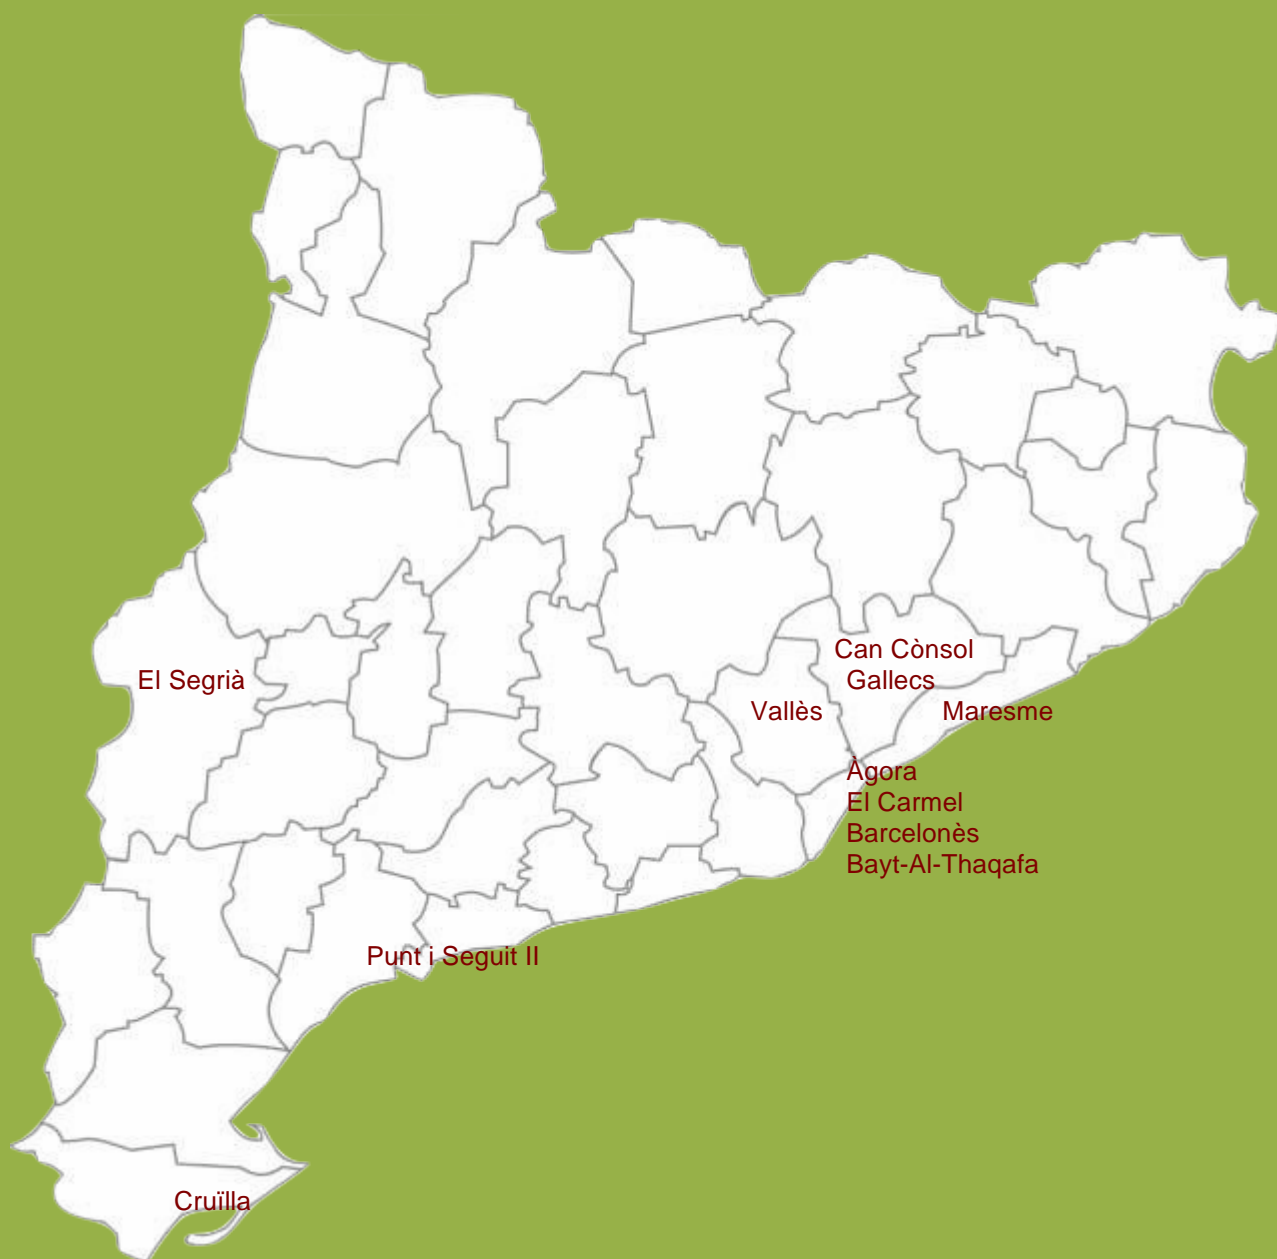 Can Cònsol
Gallecs
El Segrià
Vallès
Maresme
Àgora
El Carmel
Barcelonès
Bayt-Al-Thaqafa
Punt i Seguit II
Cruïlla